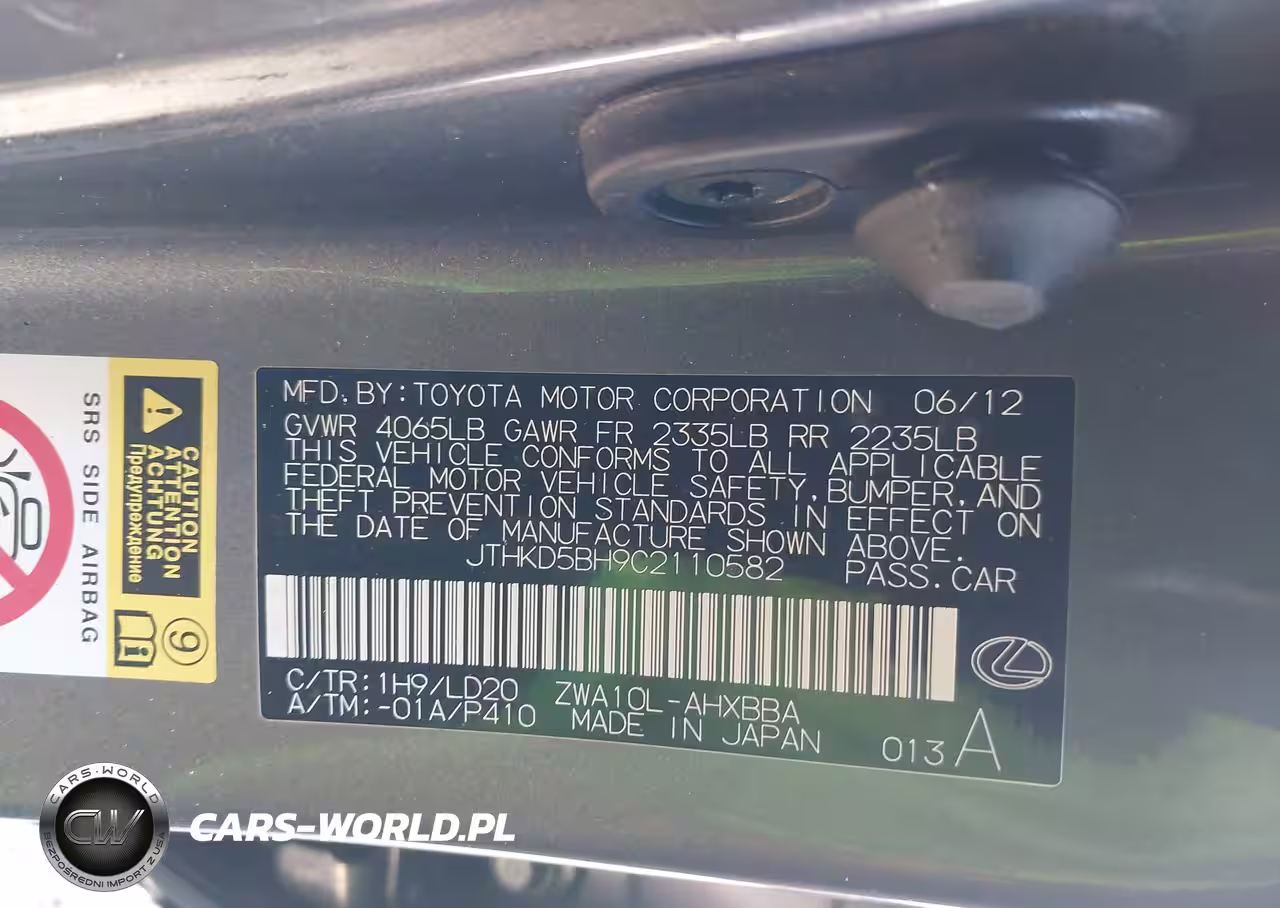 MFD. BY: TOYOTA MOTOR CORPORATION 06/12
GVWR 4065LB GAWR FR 2335LB RR 2235LB
THIS VEHICLE CONFORMS TO ALL APPLICABLE
FEDERAL MOTOR VEHICLE SAFETY, BUMPER, AND
THEFT PREVENTION STANDARDS IN EFFECT ON
THE DATE OF MANUFACTURE SHOWN ABOVE.
JTHKD5BH9C2110582 PASS. CAR
C/TR: 1H9/LD20 ZWA10L-AHXBBA
A/TM: -01A/P410 MADE IN JAPAN 013 A
CAUTION
ATTENTION
ACHTUNG
Предупреждение
9
SRS SIDE AIRBAG
CARS-WORLD
CW
BEZPOŚREDNI IMPORT Z USA
CARS-WORLD.PL